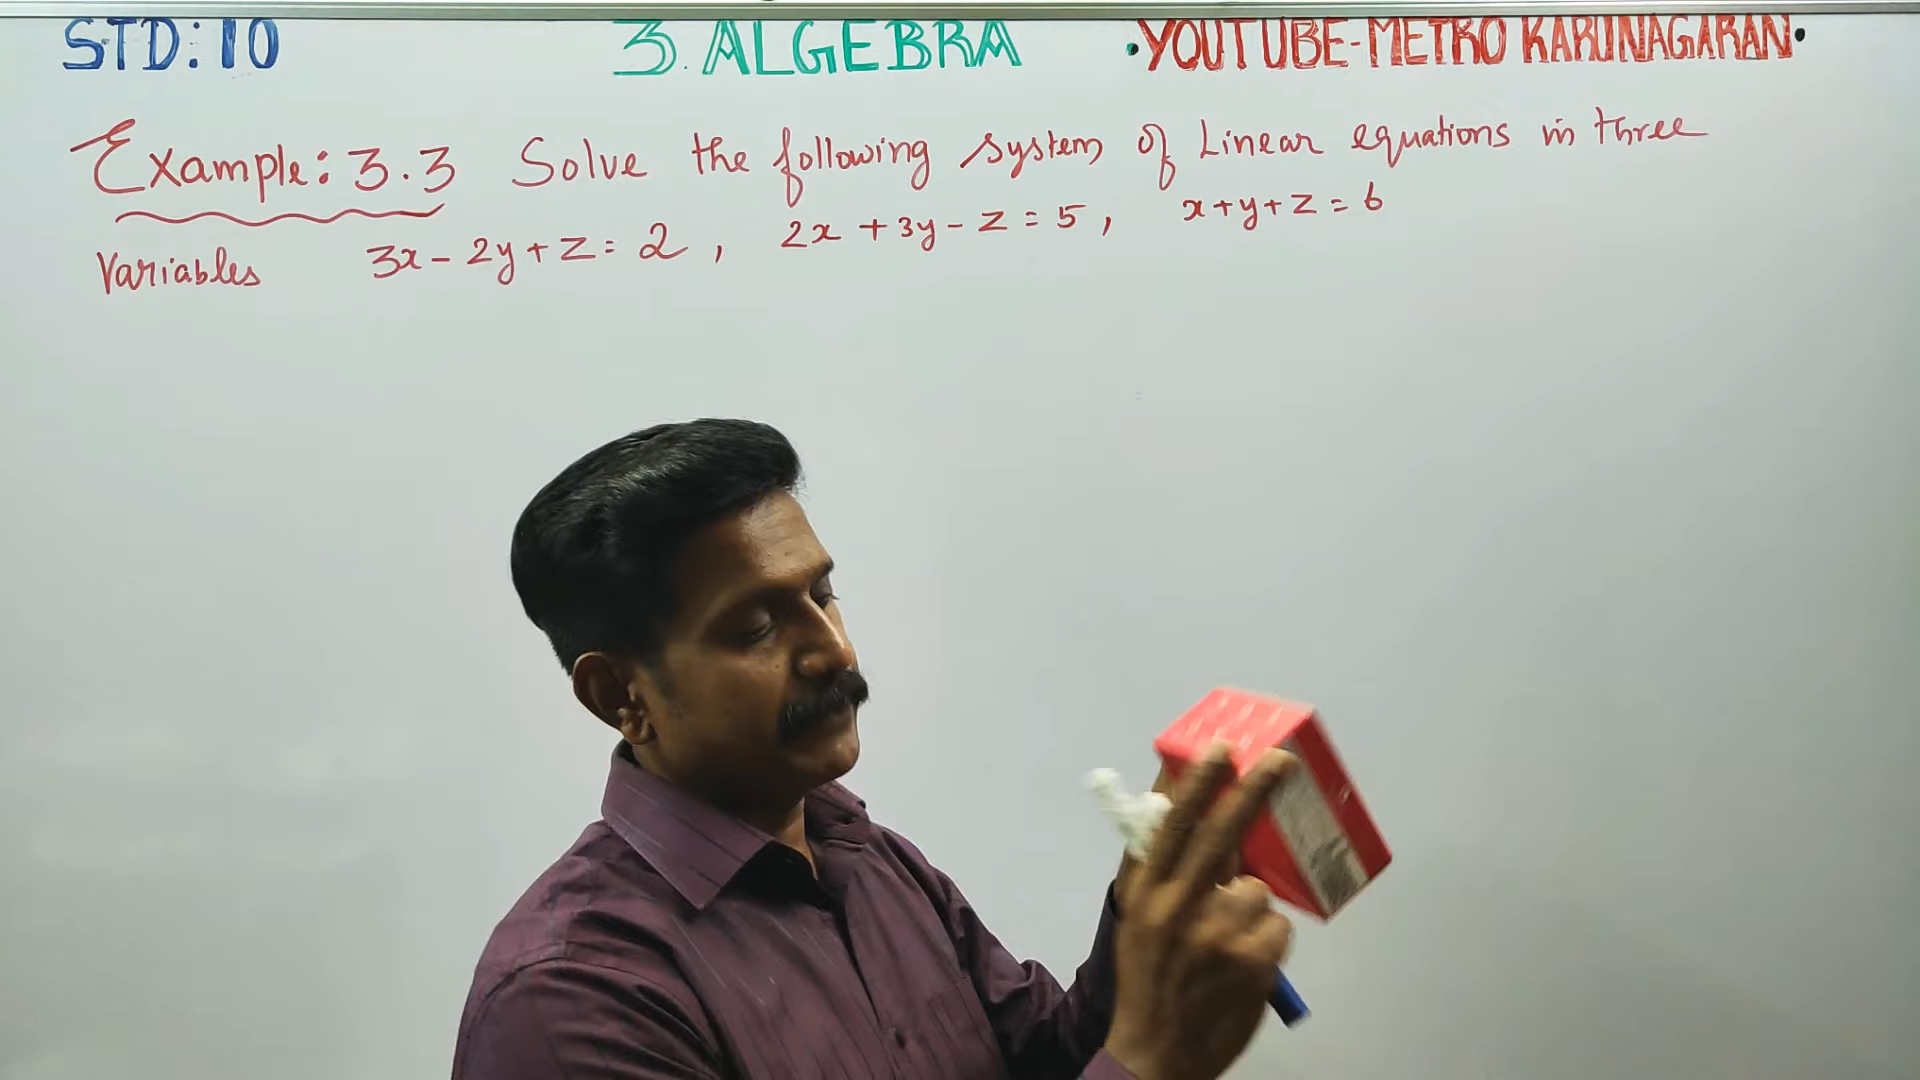 STD: 10 3. ALGEBRA •YOUTUBE-METRO KARUNAGARAN•
Example: 3.3 Solve the following system of Linear equations in three
Variables 3x - 2y + z = 2 , 2x + 3y - z = 5 , x + y + z = 6